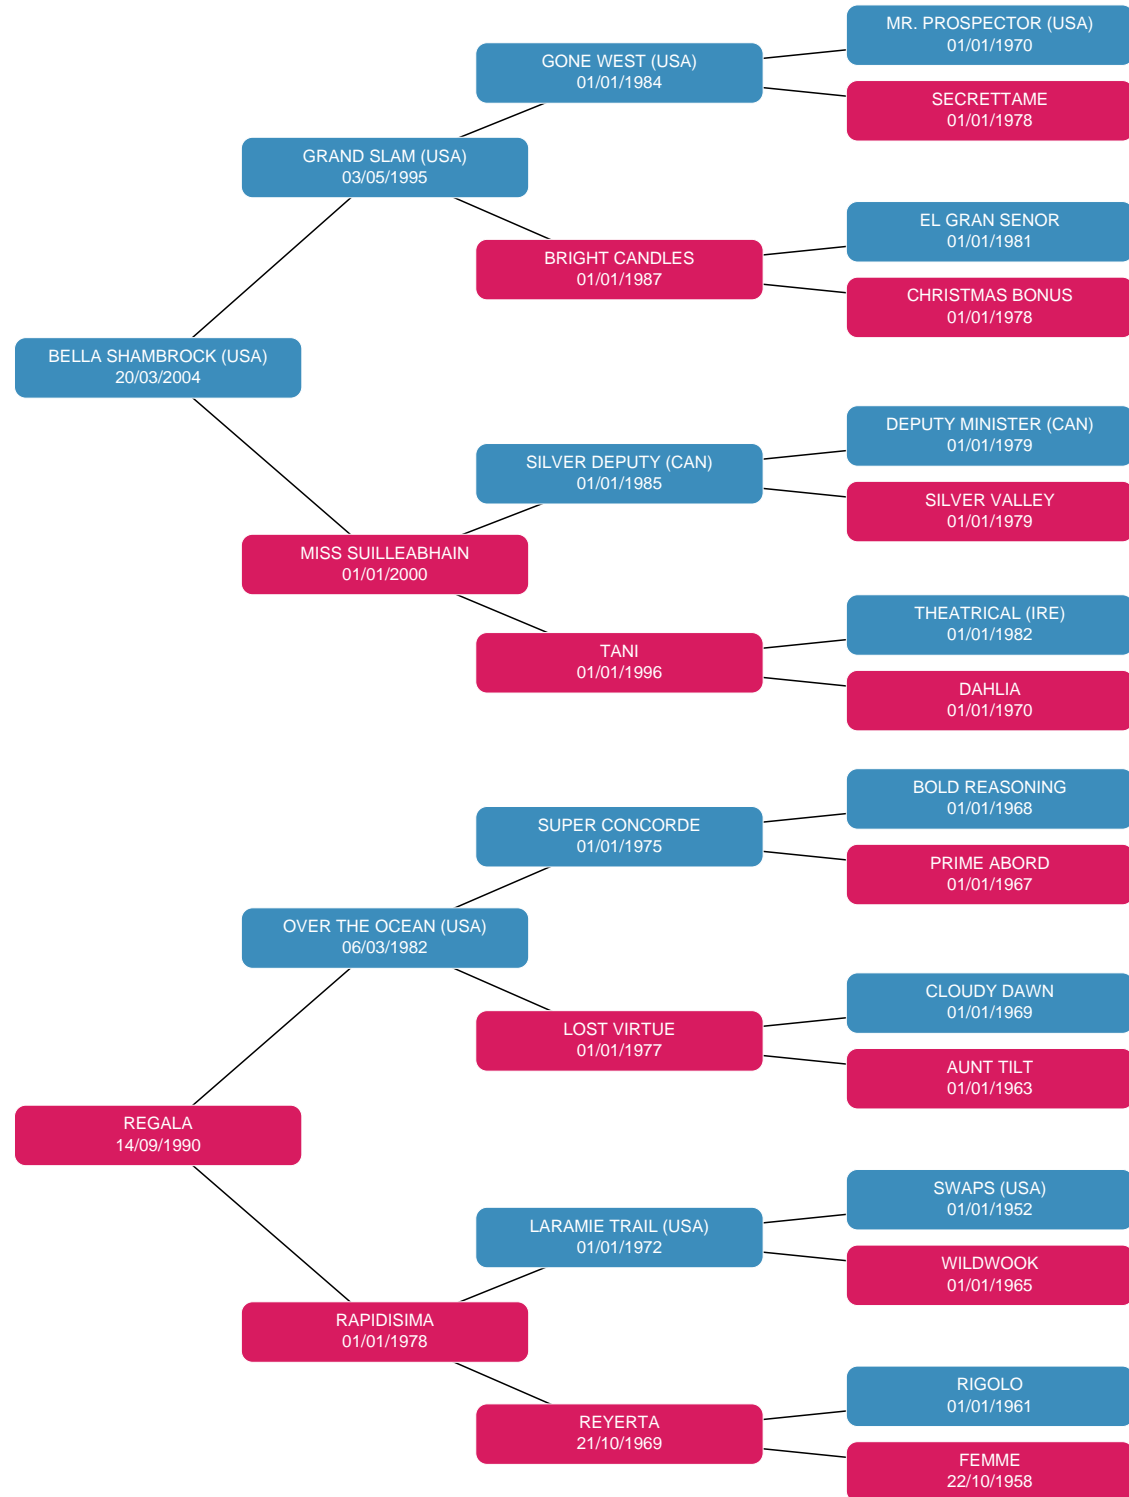 MR. PROSPECTOR (USA)
01/01/1970
GONE WEST (USA)
01/01/1984
SECRETTAME
01/01/1978
GRAND SLAM (USA)
03/05/1995
EL GRAN SENOR
01/01/1981
BRIGHT CANDLES
01/01/1987
CHRISTMAS BONUS
01/01/1978
BELLA SHAMBROCK (USA)
20/03/2004
DEPUTY MINISTER (CAN)
01/01/1979
SILVER DEPUTY (CAN)
01/01/1985
SILVER VALLEY
01/01/1979
MISS SUILLEABHAIN
01/01/2000
THEATRICAL (IRE)
01/01/1982
TANI
01/01/1996
DAHLIA
01/01/1970
BOLD REASONING
01/01/1968
SUPER CONCORDE
01/01/1975
PRIME ABORD
01/01/1967
OVER THE OCEAN (USA)
06/03/1982
CLOUDY DAWN
01/01/1969
LOST VIRTUE
01/01/1977
AUNT TILT
01/01/1963
REGALA
14/09/1990
SWAPS (USA)
01/01/1952
LARAMIE TRAIL (USA)
01/01/1972
WILDWOOK
01/01/1965
RAPIDISIMA
01/01/1978
RIGOLO
01/01/1961
REYERTA
21/10/1969
FEMME
22/10/1958